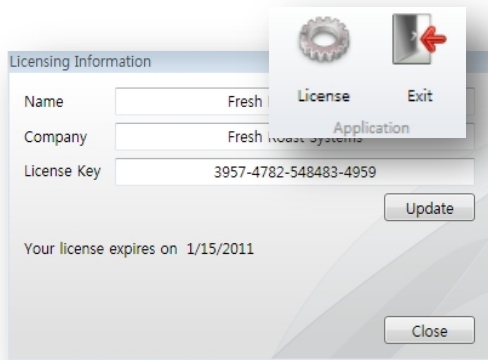 Licensing Information
License Exit
Application
Name Fresh
Company Fresh Roast Systems
License Key 3957-4782-548483-4959
Update
Your license expires on 1/15/2011
Close